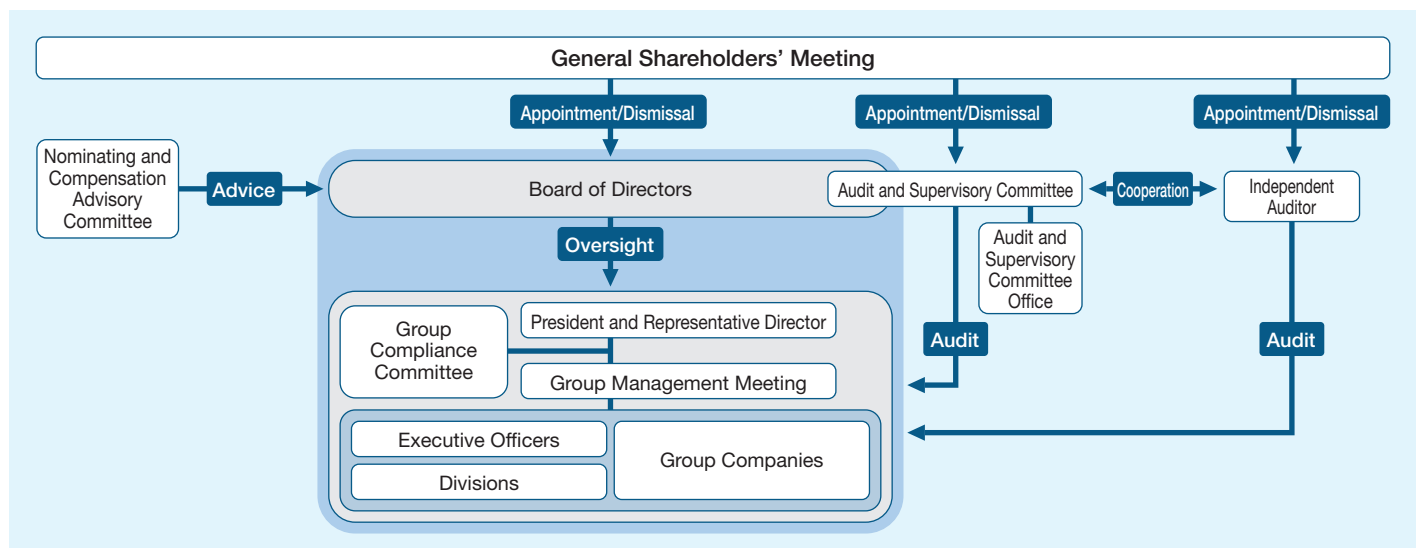 General Shareholders’ Meeting
Appointment/Dismissal
Appointment/Dismissal
Appointment/Dismissal
Nominating and
Compensation
Advisory
Committee
Advice
Board of Directors
Audit and Supervisory Committee
Cooperation
Independent
Auditor
Oversight
Audit and
Supervisory
Committee
Office
Group
Compliance
Committee
President and Representative Director
Audit
Audit
Group Management Meeting
Executive Officers
Divisions
Group Companies